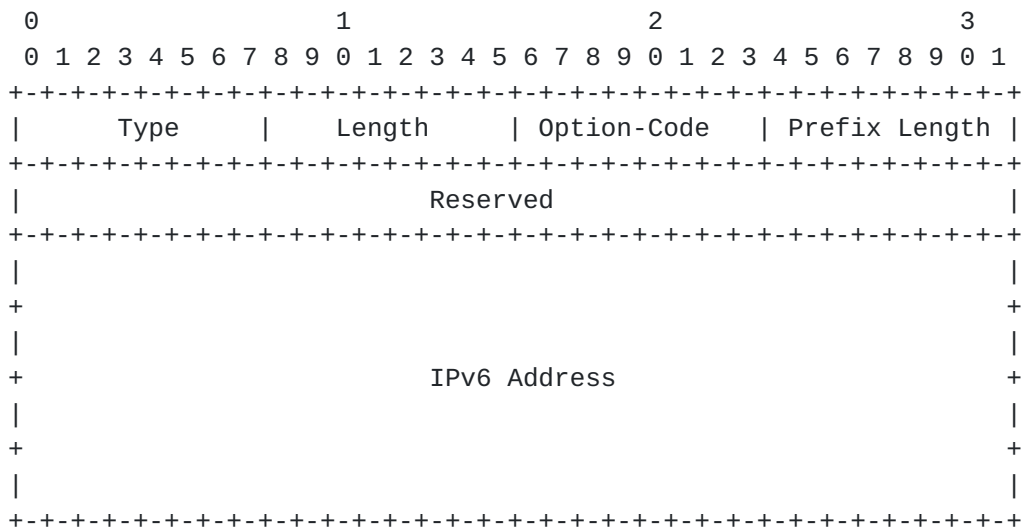 0                   1                   2                   3
0 1 2 3 4 5 6 7 8 9 0 1 2 3 4 5 6 7 8 9 0 1 2 3 4 5 6 7 8 9 0 1
+-+-+-+-+-+-+-+-+-+-+-+-+-+-+-+-+-+-+-+-+-+-+-+-+-+-+-+-+-+-+-+-+
|      Type     |    Length     | Option-Code   | Prefix Length |
+-+-+-+-+-+-+-+-+-+-+-+-+-+-+-+-+-+-+-+-+-+-+-+-+-+-+-+-+-+-+-+-+
|                          Reserved                             |
+-+-+-+-+-+-+-+-+-+-+-+-+-+-+-+-+-+-+-+-+-+-+-+-+-+-+-+-+-+-+-+-+
|                                                               |
+                                                               +
|                                                               |
+                          IPv6 Address                         +
|                                                               |
+                                                               +
|                                                               |
+-+-+-+-+-+-+-+-+-+-+-+-+-+-+-+-+-+-+-+-+-+-+-+-+-+-+-+-+-+-+-+-+